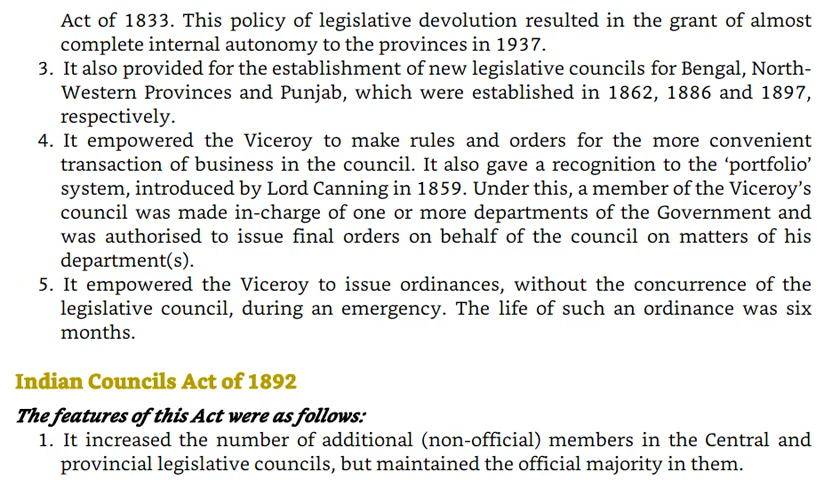 Act of 1833. This policy of legislative devolution resulted in the grant of almost
complete internal autonomy to the provinces in 1937.
3. It also provided for the establishment of new legislative councils for Bengal, North-
Western Provinces and Punjab, which were established in 1862, 1886 and 1897,
respectively.
4. It empowered the Viceroy to make rules and orders for the more convenient
transaction of business in the council. It also gave a recognition to the ‘portfolio’
system, introduced by Lord Canning in 1859. Under this, a member of the Viceroy’s
council was made in-charge of one or more departments of the Government and
was authorised to issue final orders on behalf of the council on matters of his
department(s).
5. It empowered the Viceroy to issue ordinances, without the concurrence of the
legislative council, during an emergency. The life of such an ordinance was six
months.
Indian Councils Act of 1892
The features of this Act were as follows:
1. It increased the number of additional (non-official) members in the Central and
provincial legislative councils, but maintained the official majority in them.